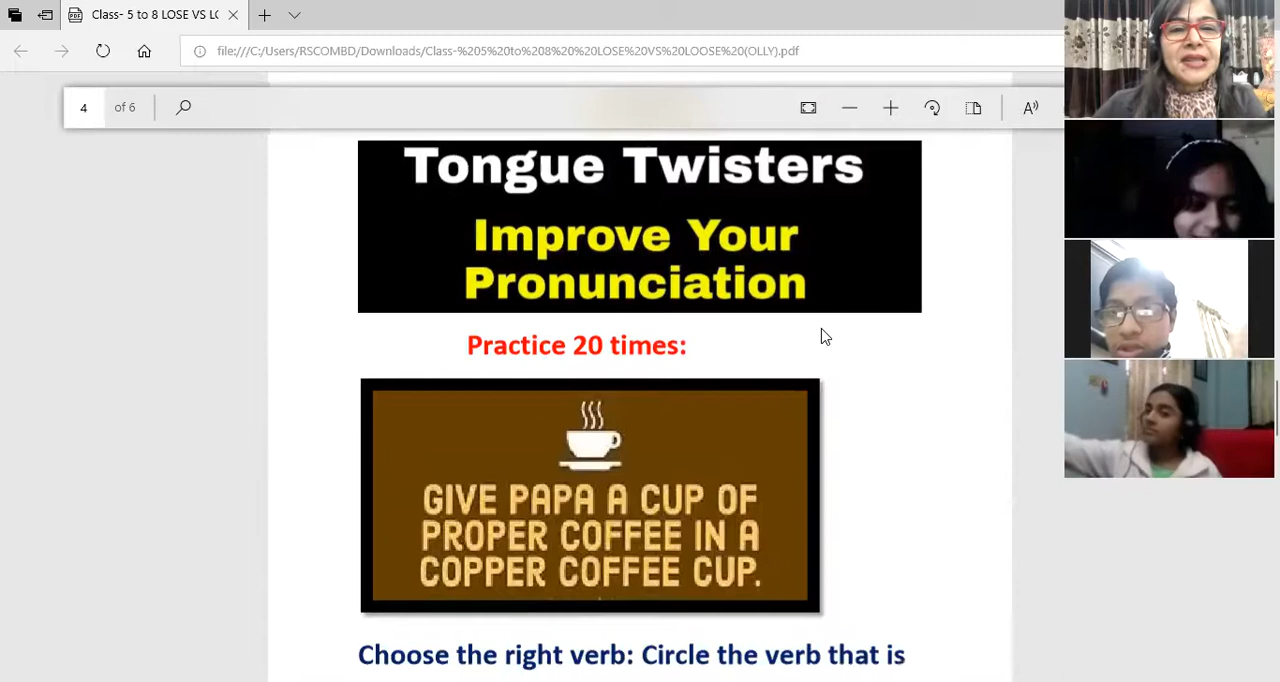 Class- 5 to 8 LOSE VS LO
file:///C:/Users/RSCOMBD/Downloads/Class-%205%20to%208%20%20LOSE%20VS%20LOOSE%20(OLLY).pdf
4 of 6
Tongue Twisters
Improve Your
Pronunciation
Practice 20 times:
GIVE PAPA A CUP OF
PROPER COFFEE IN A
COPPER COFFEE CUP.
Choose the right verb: Circle the verb that is